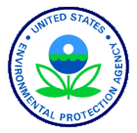 UNITED STATES
ENVIRONMENTAL PROTECTION AGENCY